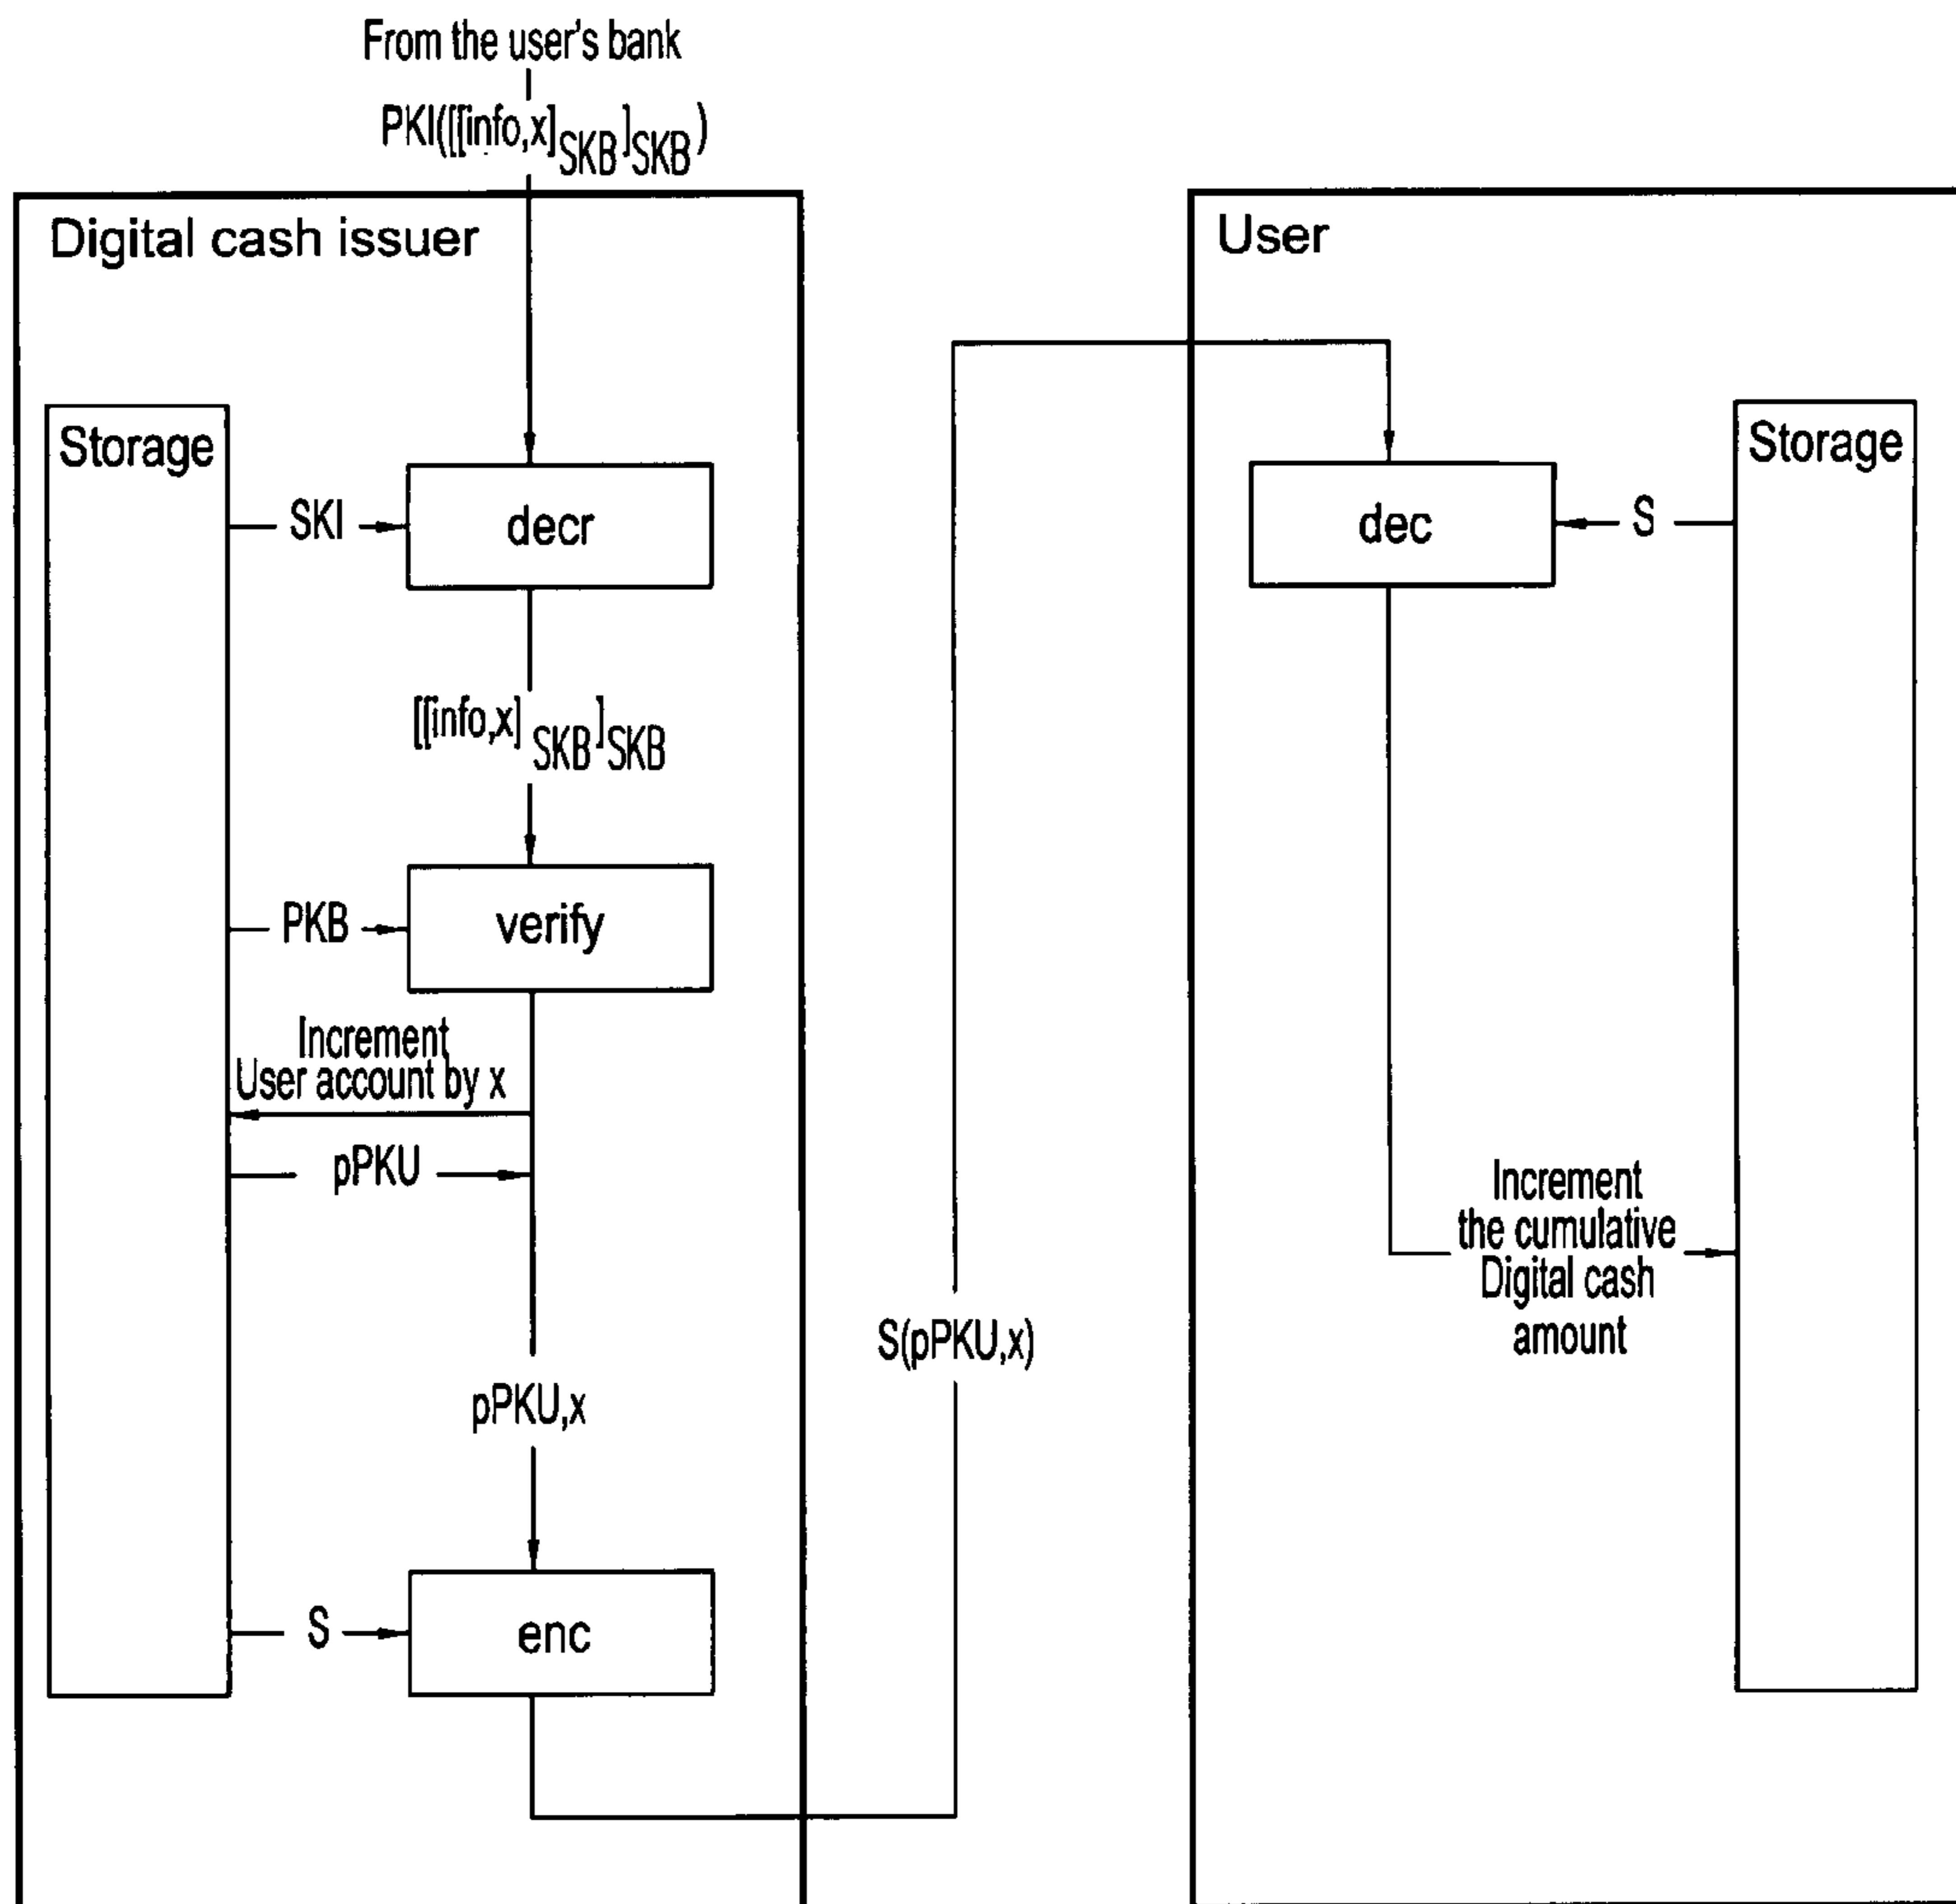 From the user's bank
PKI([[info,x]SKB]SKB)
Digital cash issuer
Storage
SKI
decr
[[info,x]SKB]SKB
PKB
verify
Increment
User account by x
pPKU
pPKU,x
S
enc
S(pPKU,x)
User
dec
S
Storage
Increment
the cumulative
Digital cash
amount